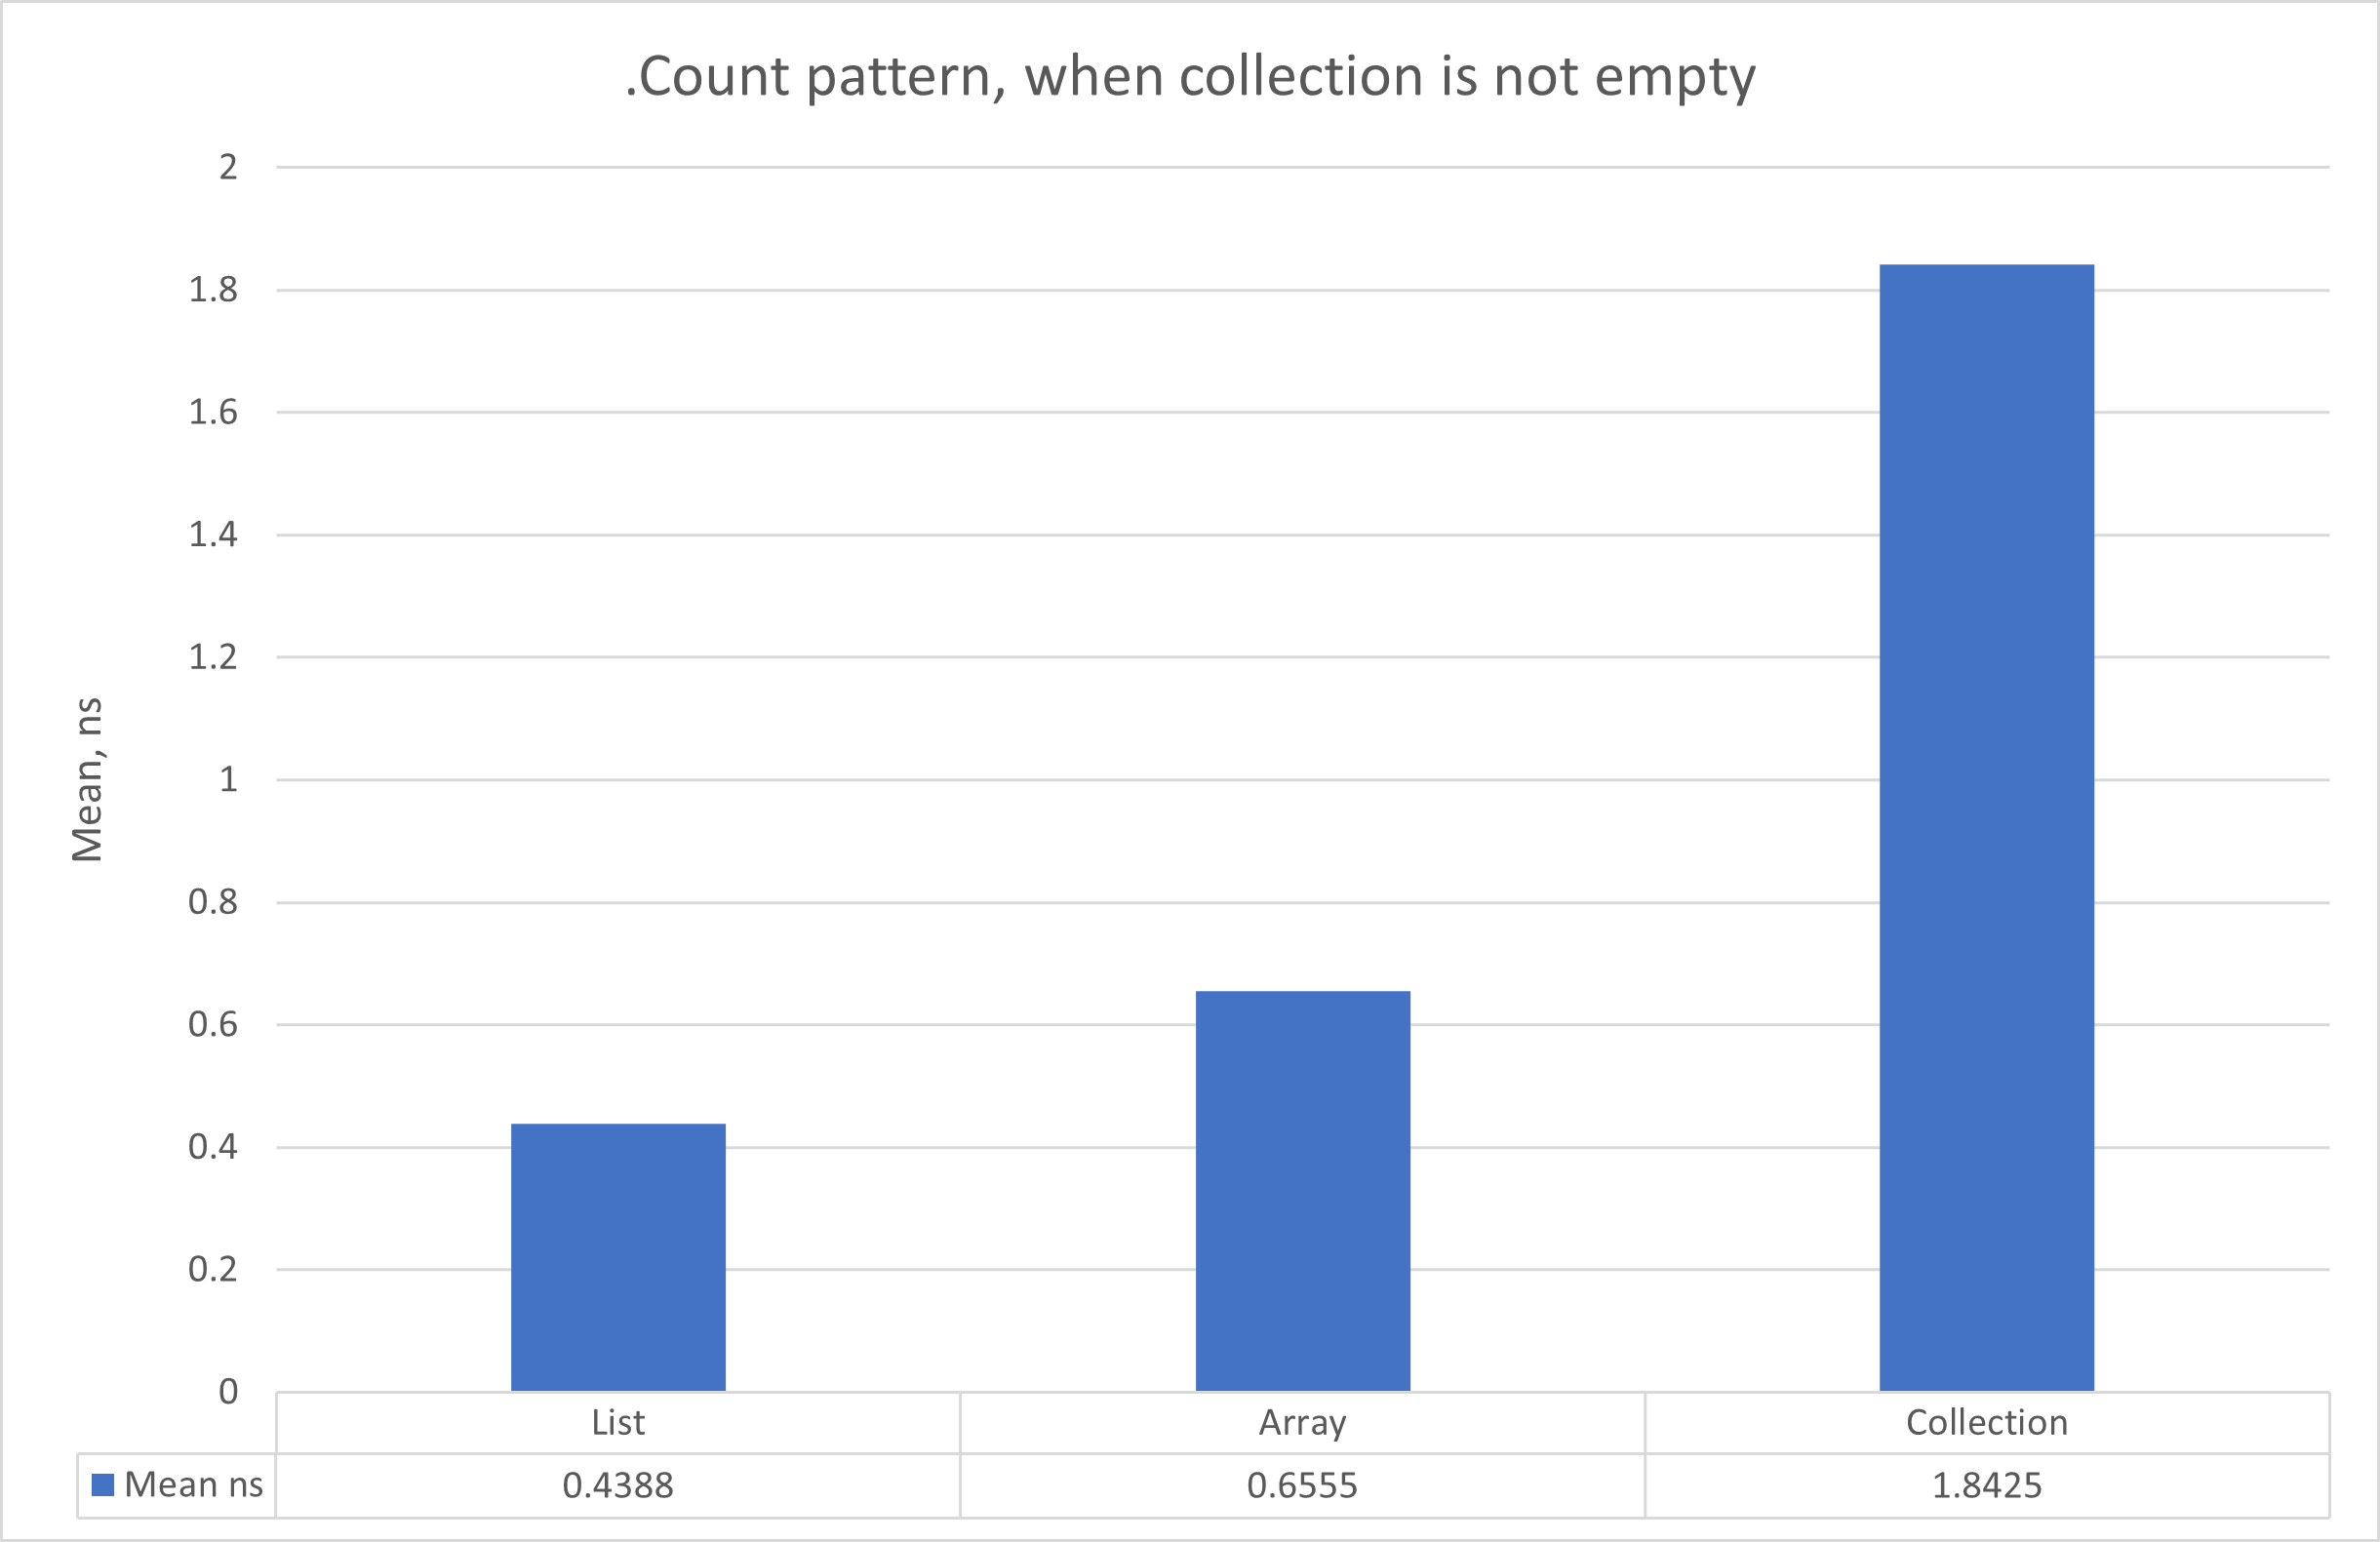 .Count pattern, when collection is not empty
2
1.8
1.6
1.4
1.2
1
0.8
0.6
0.4
0.2
0
Mean, ns
List Array Collection
Mean ns 0.4388 0.6555 1.8425